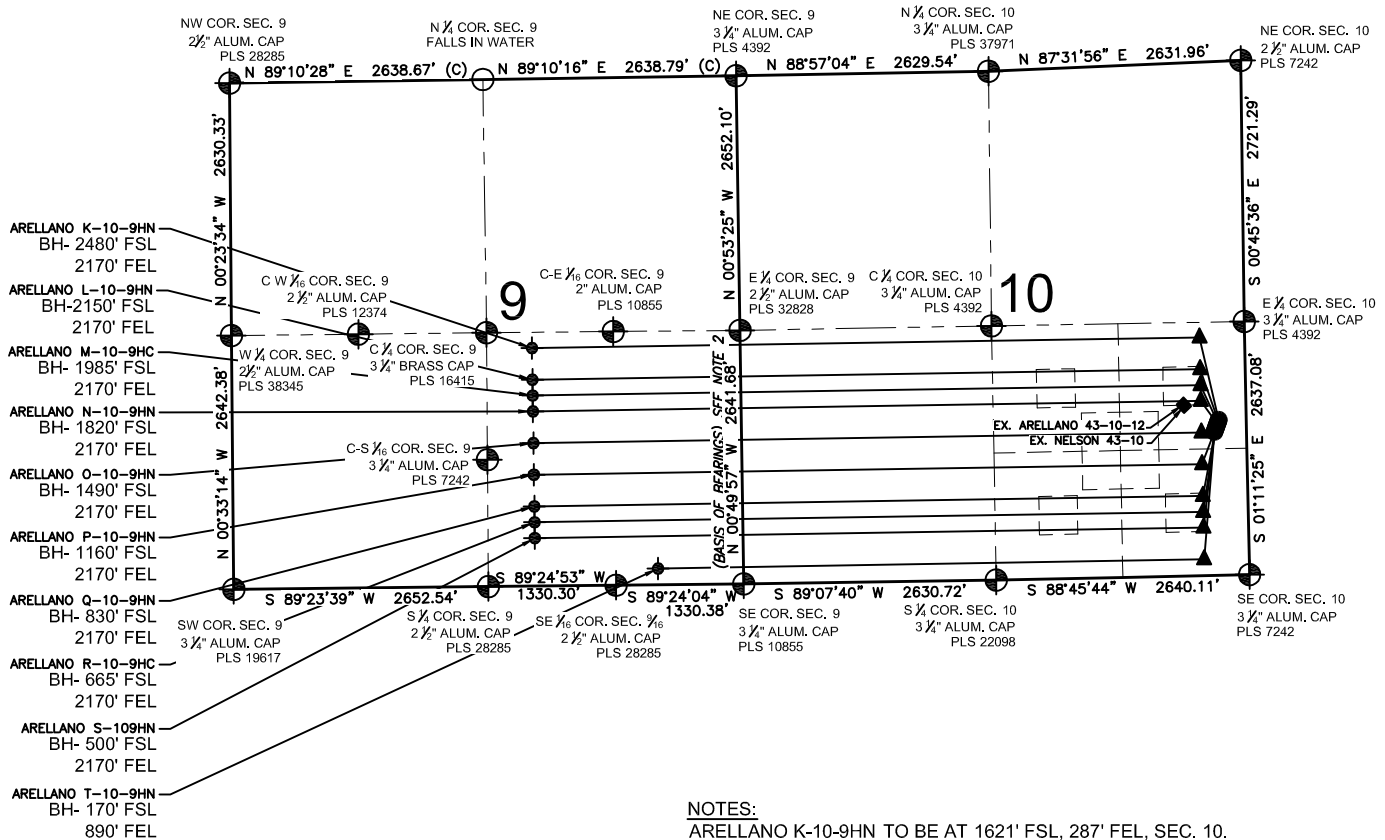 NW COR. SEC. 9
2½" ALUM. CAP
PLS 28285
N ¼ COR. SEC. 9
FALLS IN WATER
NE COR. SEC. 9
3 ¼" ALUM. CAP
PLS 4392
N ¼ COR. SEC. 10
3 ¼" ALUM. CAP
PLS 37971
NE COR. SEC. 10
2 ½" ALUM. CAP
PLS 7242
N 89°10'28" E 2638.67' (C)
N 89°10'16" E 2638.79' (C)
N 88°57'04" E 2629.54'
N 87°31'56" E 2631.96'
N 00°23'34" W 2630.33'
N 00°53'25" W 2652.10'
S 00°45'36" E 2721.29'
ARELLANO K-10-9HN
BH- 2480' FSL
2170' FEL
ARELLANO L-10-9HN
BH-2150' FSL
2170' FEL
ARELLANO M-10-9HC
BH- 1985' FSL
2170' FEL
ARELLANO N-10-9HN
BH- 1820' FSL
2170' FEL
ARELLANO O-10-9HN
BH- 1490' FSL
2170' FEL
ARELLANO P-10-9HN
BH- 1160' FSL
2170' FEL
ARELLANO Q-10-9HN
BH- 830' FSL
2170' FEL
ARELLANO R-10-9HC
BH- 665' FSL
2170' FEL
ARELLANO S-109HN
BH- 500' FSL
2170' FEL
ARELLANO T-10-9HN
BH- 170' FSL
890' FEL
C W 1/16 COR. SEC. 9
2 ½" ALUM. CAP
PLS 12374
9
C-E 1/16 COR. SEC. 9
2" ALUM. CAP
PLS 10855
E ¼ COR. SEC. 9
2 ½" ALUM. CAP
PLS 32828
C ¼ COR. SEC. 10
3 ¼" ALUM. CAP
PLS 4392
10
E ¼ COR. SEC. 10
3 ¼" ALUM. CAP
PLS 4392
W ¼ COR. SEC. 9
2½" ALUM. CAP
PLS 38345
C ¼ COR. SEC. 9
3 ¼" BRASS CAP
PLS 16415
C-S 1/16 COR. SEC. 9
3 ¼" ALUM. CAP
PLS 7242
N 00°33'14" W 2642.38'
(BASIS OF BEARINGS) SEE NOTE 2
N 00°49'57" W 2641.68'
EX. ARELLANO 43-10-12
EX. NELSON 43-10
S 01°11'25" E 2637.08'
S 89°23'39" W 2652.54'
S 89°24'53" W
1330.30'
S 89°24'04" W
1330.38'
S 89°07'40" W 2630.72'
S 88°45'44" W 2640.11'
SW COR. SEC. 9
3 ¼" ALUM. CAP
PLS 19617
S ¼ COR. SEC. 9
2 ½" ALUM. CAP
PLS 28285
SE 1/16 COR. SEC. 9/16
2 ½" ALUM. CAP
PLS 28285
SE COR. SEC. 9
3 ¼" ALUM. CAP
PLS 10855
S ¼ COR. SEC. 10
3 ¼" ALUM. CAP
PLS 22098
SE COR. SEC. 10
3 ¼" ALUM. CAP
PLS 7242
NOTES:
ARELLANO K-10-9HN TO BE AT 1621' FSL, 287' FEL, SEC. 10.